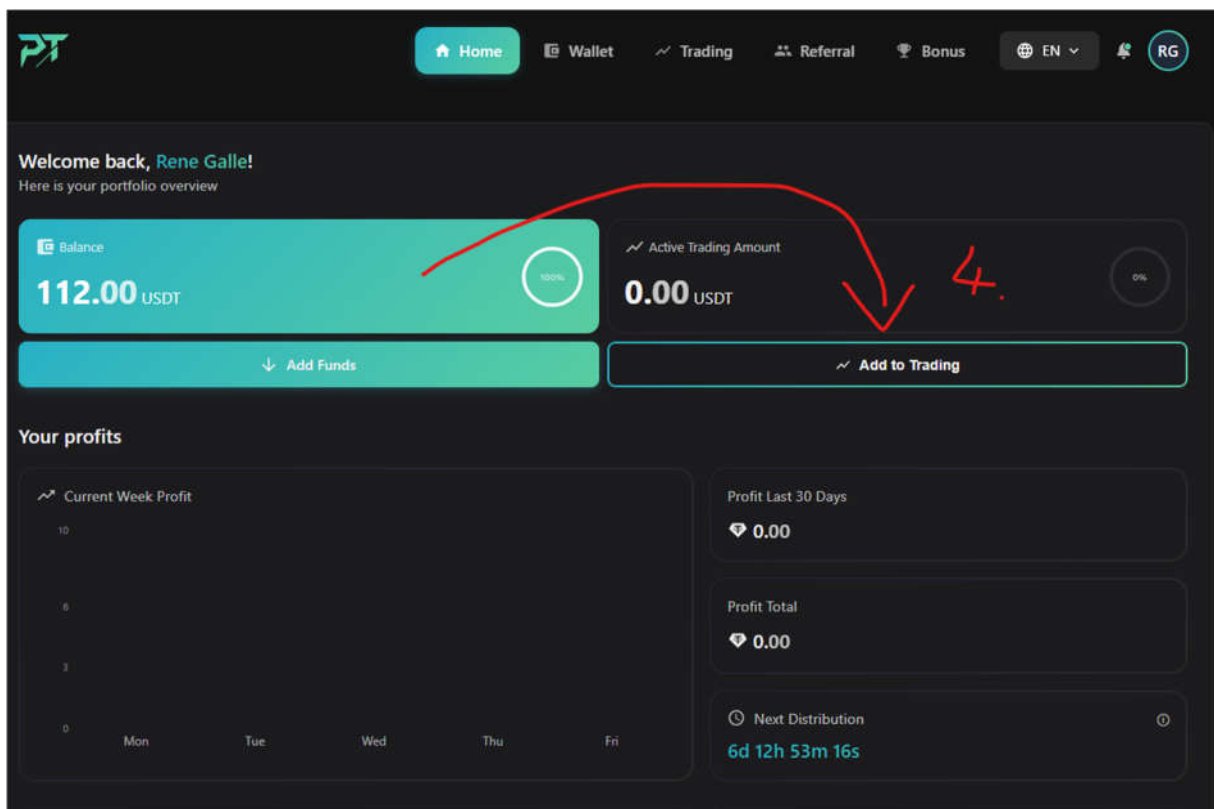 PT
Home Wallet Trading Referral Bonus EN RG
Welcome back, Rene Galle!
Here is your portfolio overview
Balance
112.00 USDT
100%
Active Trading Amount
0.00 USDT
0%
4.
Add Funds
Add to Trading
Your profits
Current Week Profit
10
6
3
0
Mon Tue Wed Thu Fri
Profit Last 30 Days
0.00
Profit Total
0.00
Next Distribution
6d 12h 53m 16s